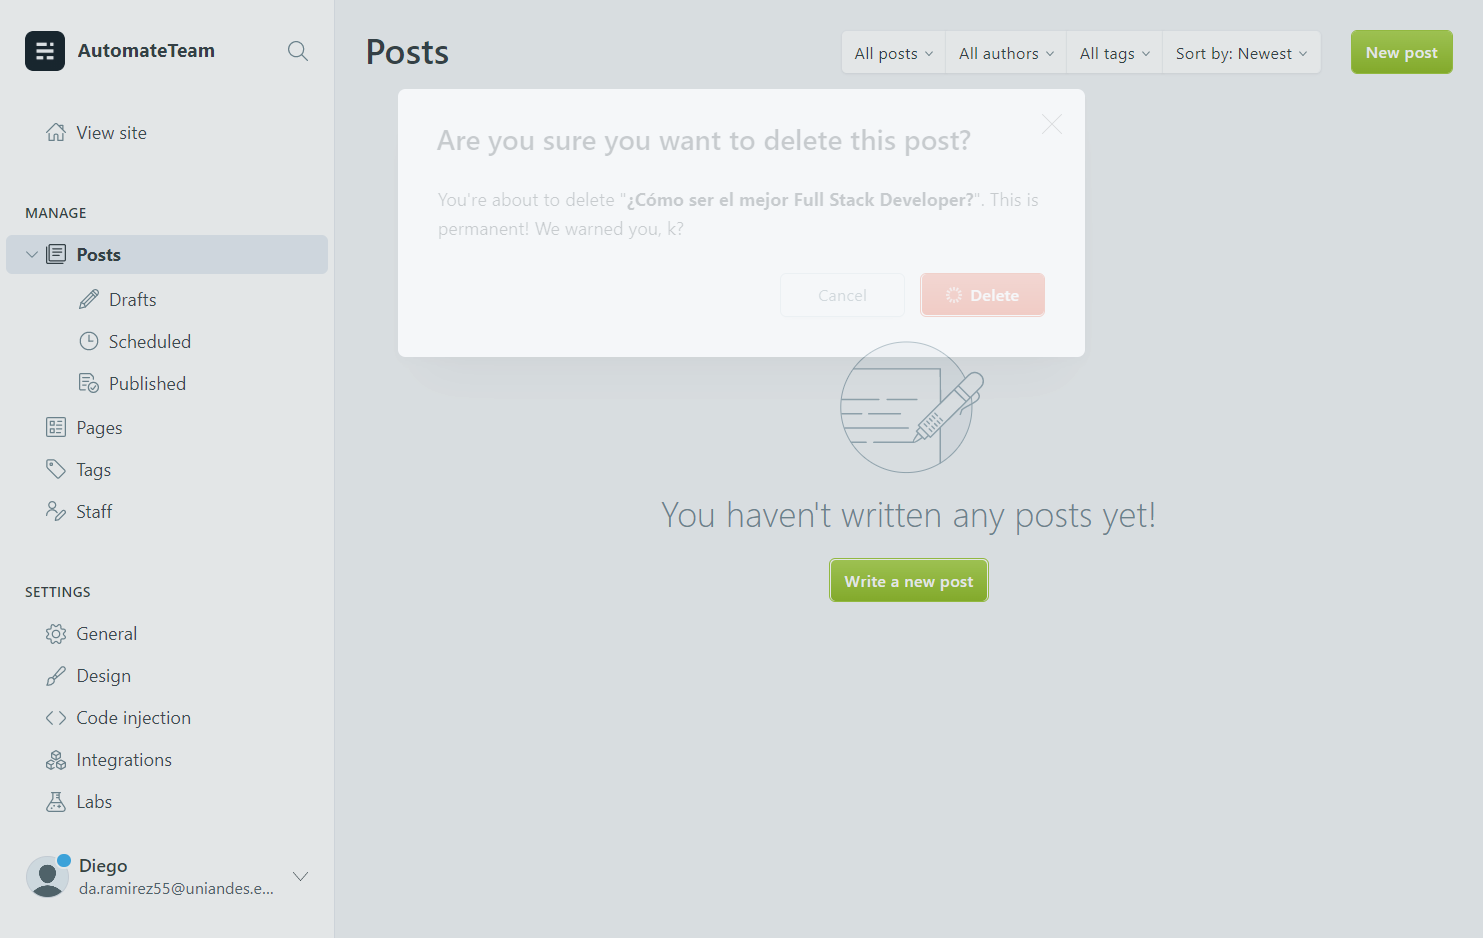 AutomateTeam
View site
MANAGE
Posts
Drafts
Scheduled
Published
Pages
Tags
Staff
SETTINGS
General
Design
Code injection
Integrations
Labs
Diego
da.ramirez55@uniandes.e...
Posts
All posts
All authors
All tags
Sort by: Newest
New post
Are you sure you want to delete this post?
You're about to delete "¿Cómo ser el mejor Full Stack Developer?". This is
permanent! We warned you, k?
Cancel
Delete
You haven't written any posts yet!
Write a new post